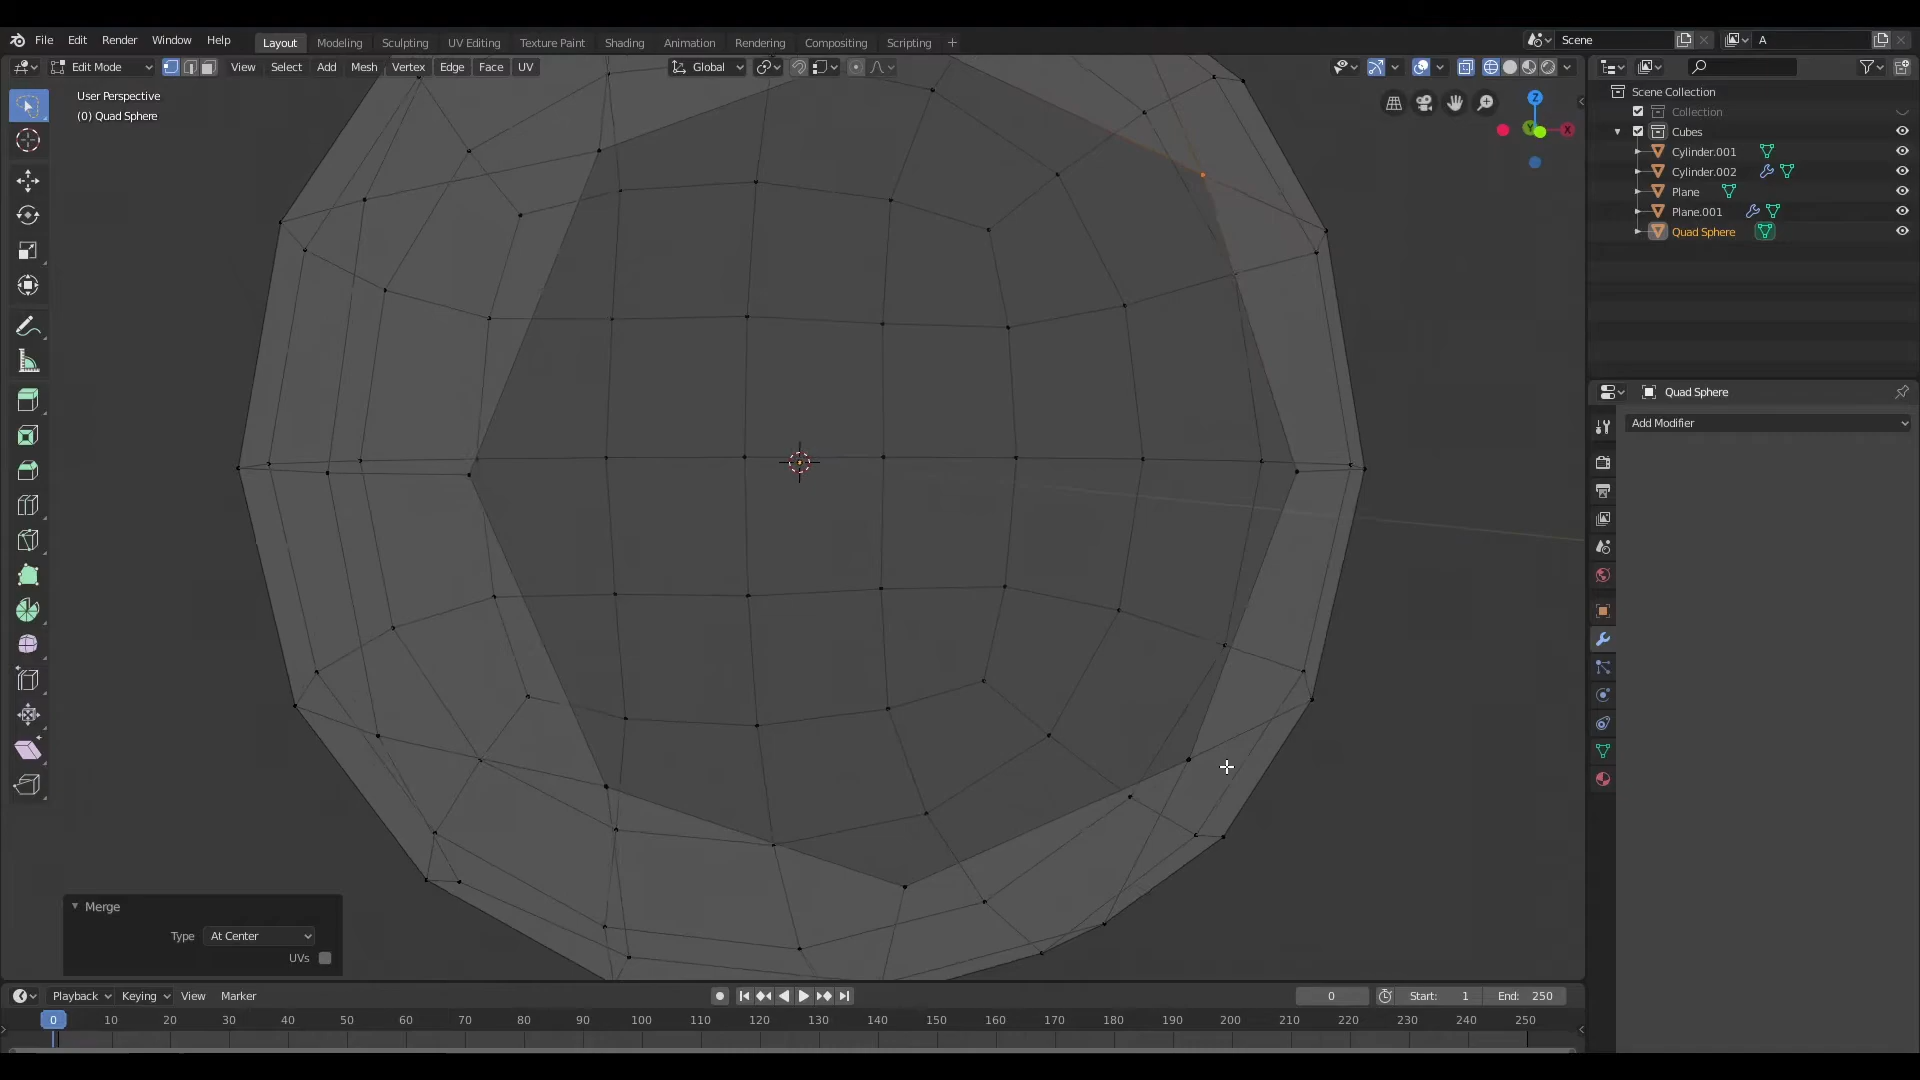 File Edit Render Window Help Layout Modeling Sculpting UV Editing Texture Paint Shading Animation Rendering Compositing Scripting + Scene A
Edit Mode View Select Add Mesh Vertex Edge Face UV Global
User Perspective
(0) Quad Sphere
Z
X
Y
Scene Collection
Collection
Cubes
Cylinder.001
Cylinder.002
Plane
Plane.001
Quad Sphere
Quad Sphere
Add Modifier
Merge
Type At Center
UVs
Playback Keying View Marker 0 Start: 1 End: 250
0 10 20 30 40 50 60 70 80 90 100 110 120 130 140 150 160 170 180 190 200 210 220 230 240 250